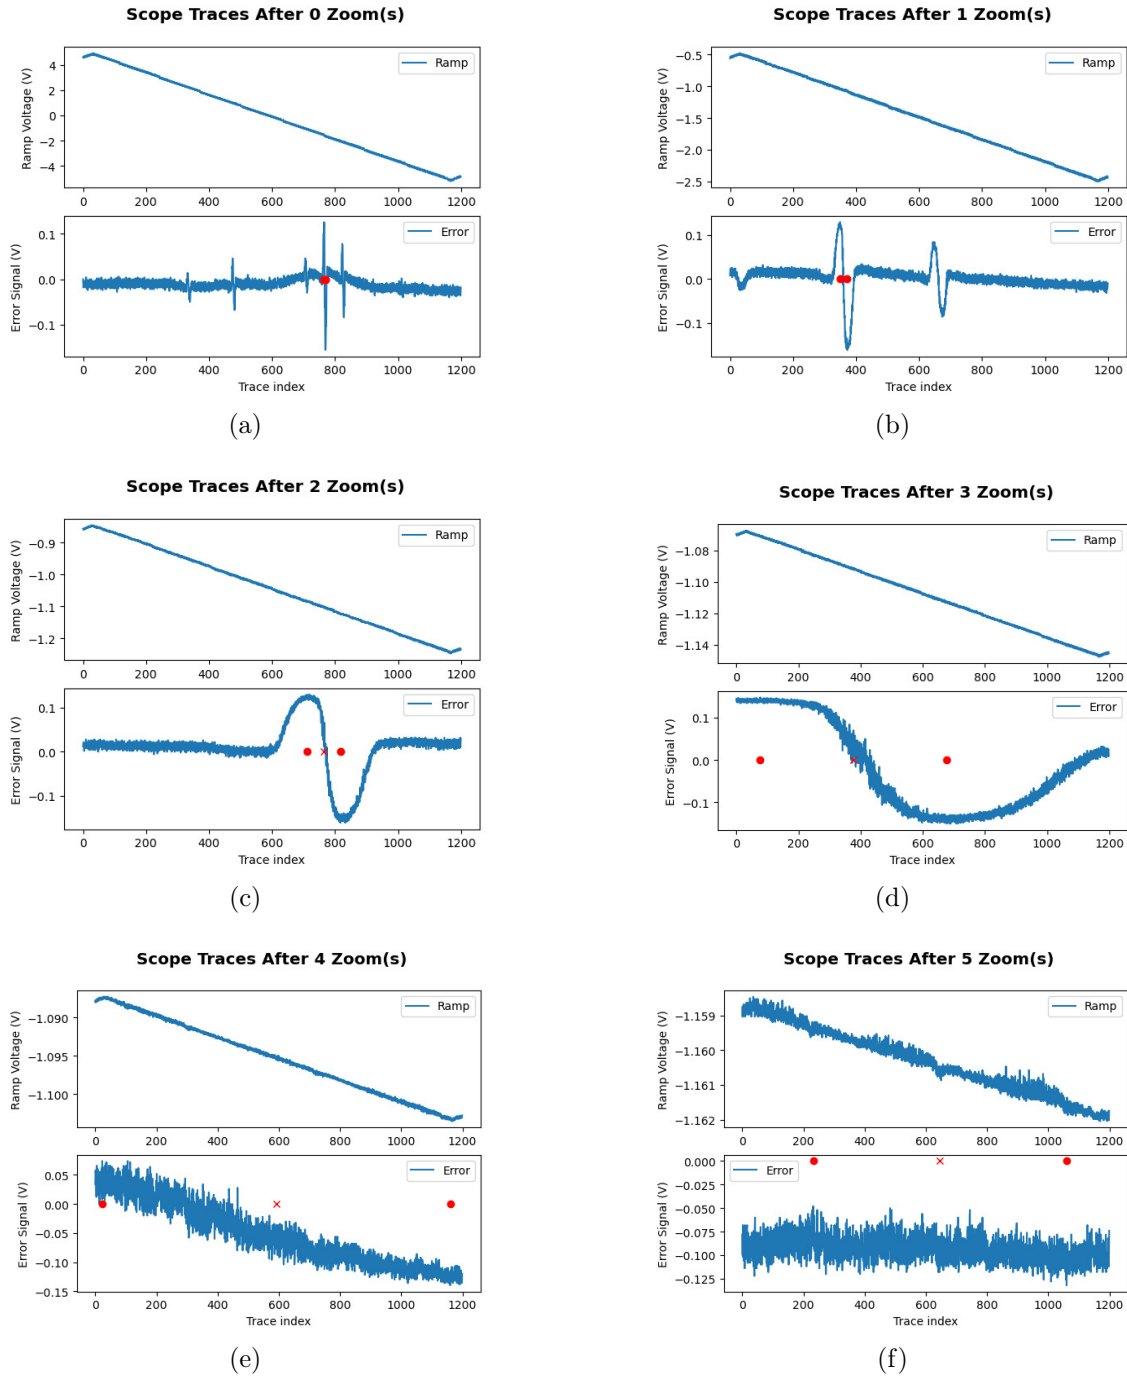 Scope Traces After 0 Zoom(s)
Ramp Voltage (V)
4
2
0
−2
−4
Ramp
0 200 400 600 800 1000 1200
Error Signal (V)
0.1
0.0
−0.1
Error
0 200 400 600 800 1000 1200
Trace index
(a)
Scope Traces After 1 Zoom(s)
Ramp Voltage (V)
−0.5
−1.0
−1.5
−2.0
−2.5
Ramp
0 200 400 600 800 1000 1200
Error Signal (V)
0.1
0.0
−0.1
Error
0 200 400 600 800 1000 1200
Trace index
(b)
Scope Traces After 2 Zoom(s)
Ramp Voltage (V)
−0.9
−1.0
−1.1
−1.2
Ramp
0 200 400 600 800 1000 1200
Error Signal (V)
0.1
0.0
−0.1
Error
0 200 400 600 800 1000 1200
Trace index
(c)
Scope Traces After 3 Zoom(s)
Ramp Voltage (V)
−1.08
−1.10
−1.12
−1.14
Ramp
0 200 400 600 800 1000 1200
Error Signal (V)
0.1
0.0
−0.1
Error
0 200 400 600 800 1000 1200
Trace index
(d)
Scope Traces After 4 Zoom(s)
Ramp Voltage (V)
−1.090
−1.095
−1.100
Ramp
0 200 400 600 800 1000 1200
Error Signal (V)
0.05
0.00
−0.05
−0.10
−0.15
Error
0 200 400 600 800 1000 1200
Trace index
(e)
Scope Traces After 5 Zoom(s)
Ramp Voltage (V)
−1.159
−1.160
−1.161
−1.162
Ramp
0 200 400 600 800 1000 1200
Error Signal (V)
0.000
−0.025
−0.050
−0.075
−0.100
−0.125
Error
0 200 400 600 800 1000 1200
Trace index
(f)